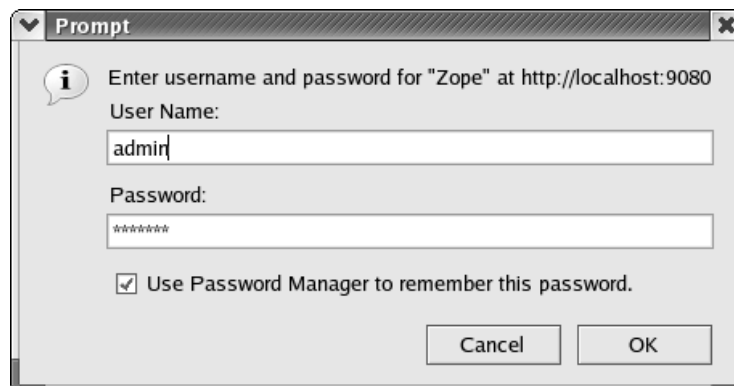 Prompt
Enter username and password for "Zope" at http://localhost:9080
User Name:
admin
Password:
*******
Use Password Manager to remember this password.
Cancel
OK